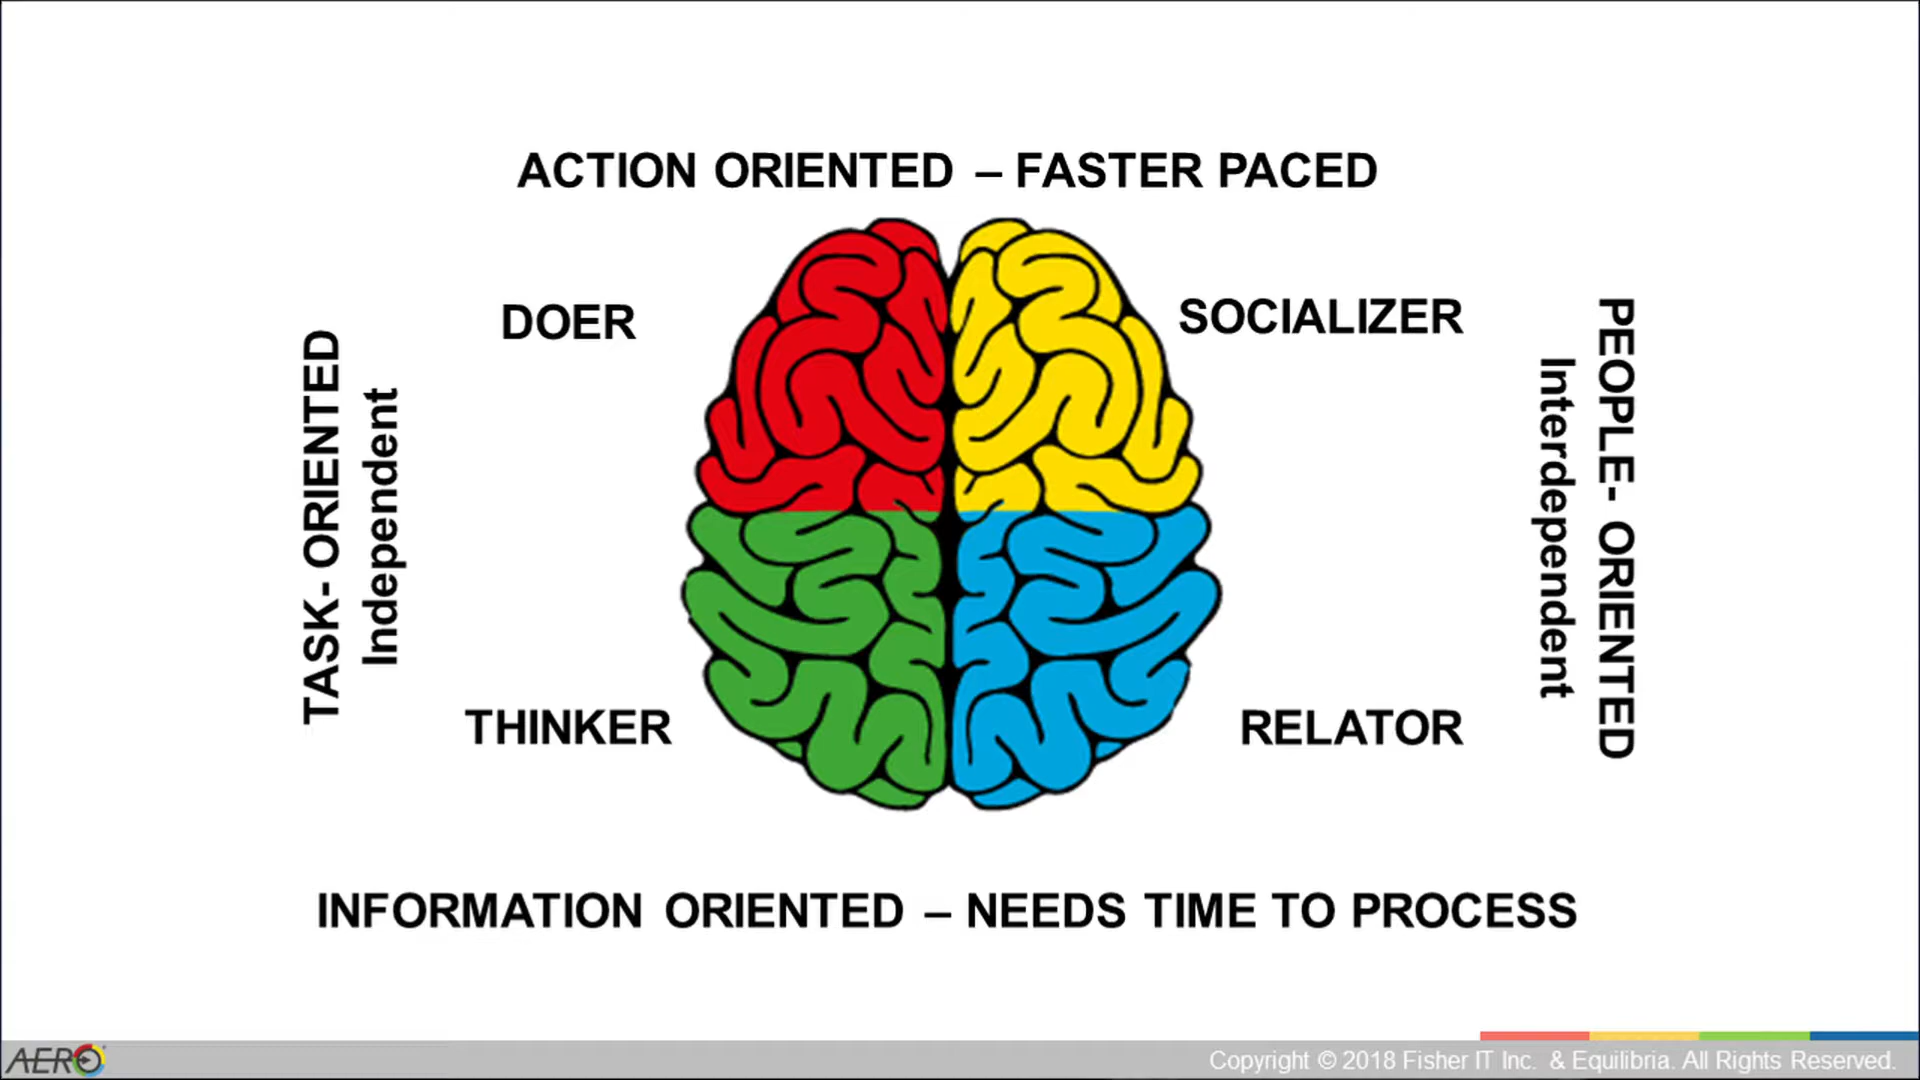 ACTION ORIENTED – FASTER PACED
DOER
SOCIALIZER
TASK- ORIENTED
Independent
PEOPLE- ORIENTED
Interdependent
THINKER
RELATOR
INFORMATION ORIENTED – NEEDS TIME TO PROCESS
AERO
Copyright © 2018 Fisher IT Inc. & Equilibria. All Rights Reserved.